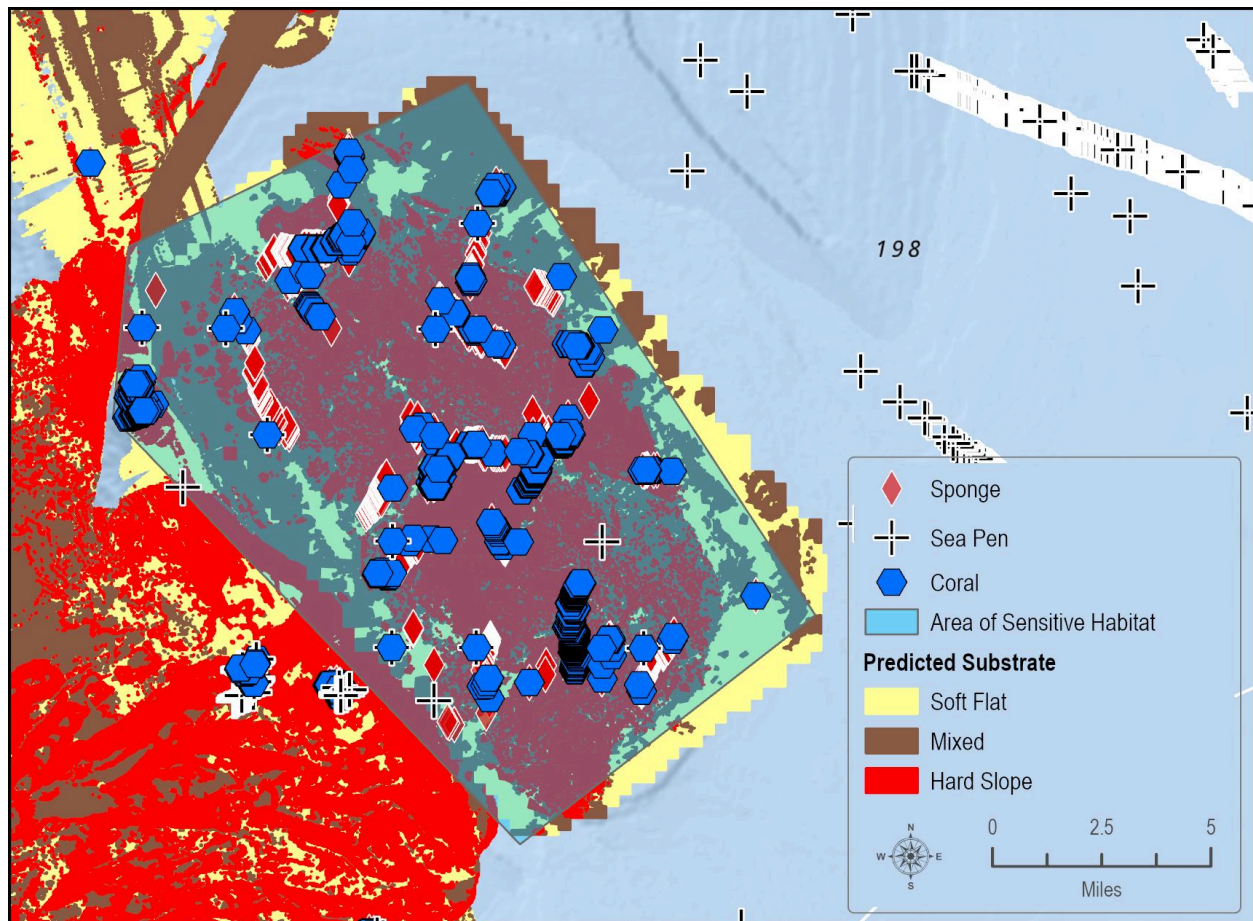 198
Sponge
Sea Pen
Coral
Area of Sensitive Habitat
Predicted Substrate
Soft Flat
Mixed
Hard Slope
N
W E
S
0 2.5 5
Miles